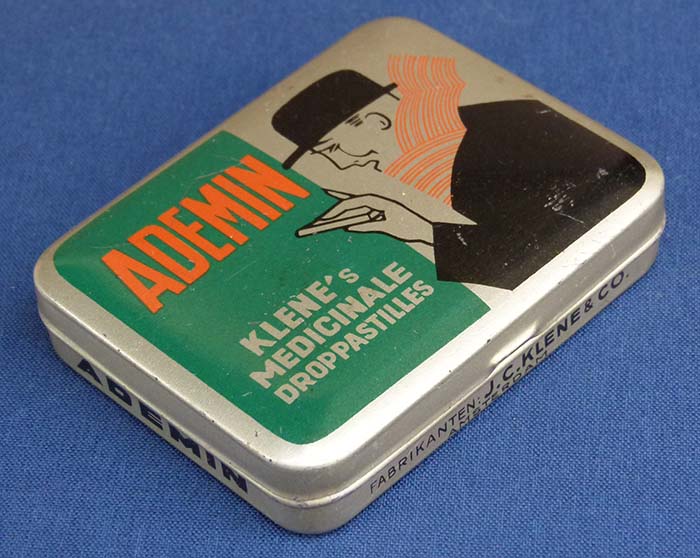 ADEMIN
KLENE's
MEDICINALE
DROPPASTILLES
ADEMIN
FABRIKANTEN: J.C. KLENE & CO.
AMSTERDAM